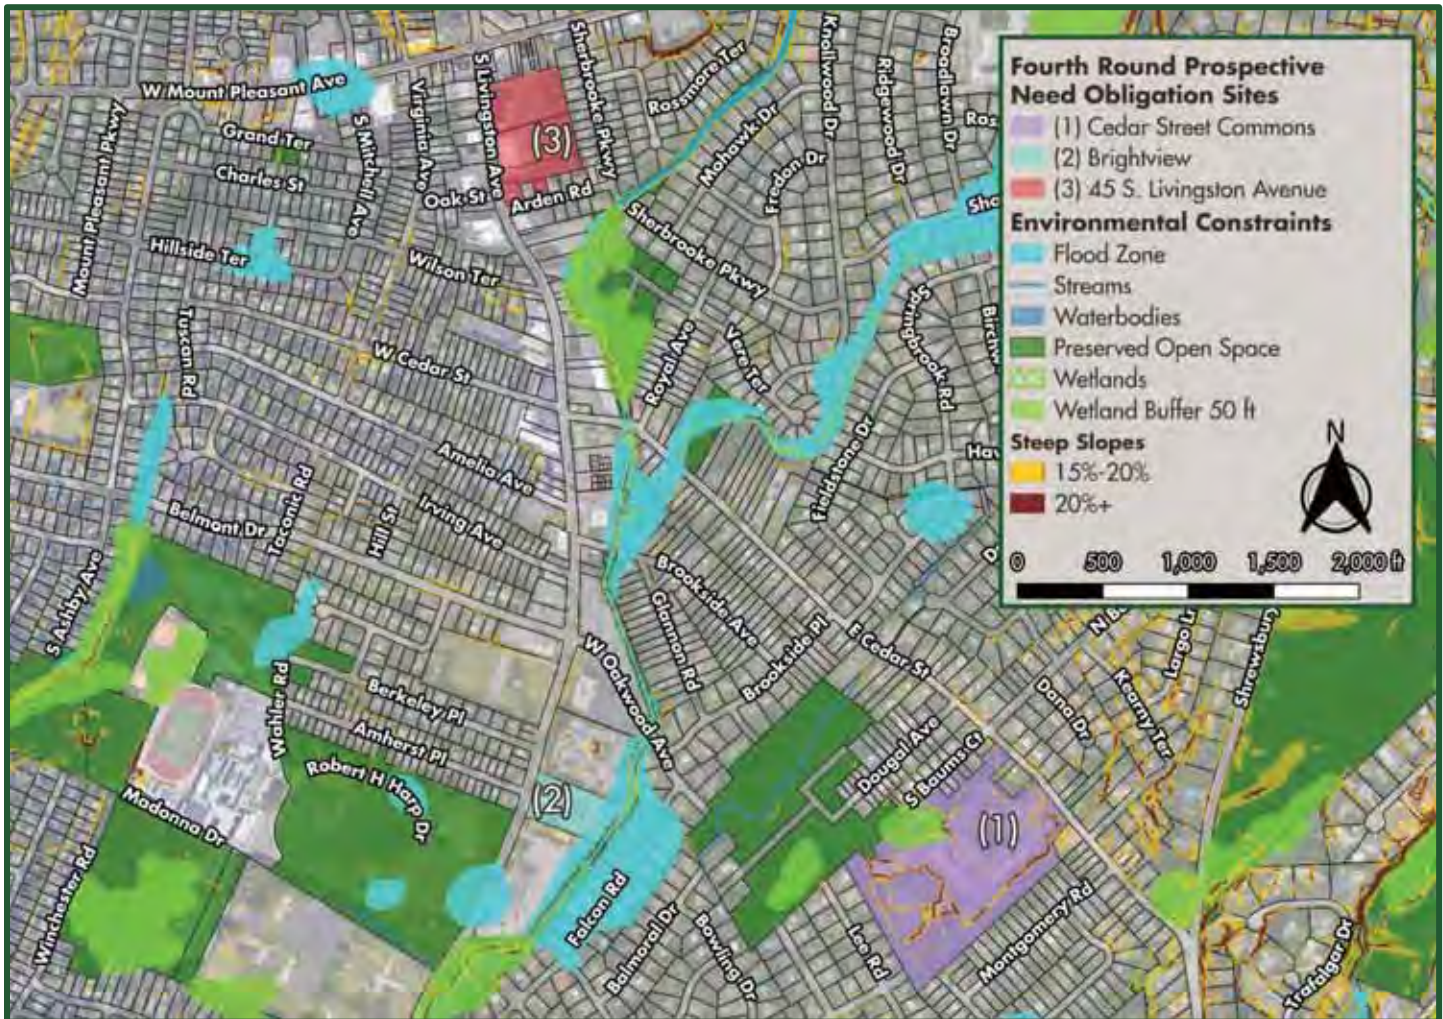 Fourth Round Prospective
Need Obligation Sites
(1) Cedar Street Commons
(2) Brightview
(3) 45 S. Livingston Avenue
Environmental Constraints
Flood Zone
Streams
Waterbodies
Preserved Open Space
Wetlands
Wetland Buffer 50 ft
Steep Slopes
15%-20%
20%+
N
0 500 1,000 1,500 2,000 ft
W Mount Pleasant Ave
Mount Pleasant Pkwy
Grand Ter
Charles St
S Mitchell Ave
Virginia Ave
S Livingston Ave
Sherbrooke Pkwy
Rossmore Ter
Knollwood Dr
Ridgewood Dr
Broadlawn Dr
Ros
(3)
Oak St
Arden Rd
Mohawk Dr
Fredon Dr
Sha
Hillside Ter
Wilson Ter
Sherbrooke Pkwy
Springbrook Rd
Birchw
Tuscan Rd
W Cedar St
Royal Ave
Vera Ter
Amelia Ave
Irving Ave
Fieldstone Dr
Hav
Belmont Dr
Taconic Rd
Hill St
D
S Ashby Ave
Brookside Ave
Glannon Rd
Brookside Pl
E Cedar St
N B
Largo Ln
Shrewsbury
W Oakwood Ave
Wahler Rd
Berkeley Pl
Amherst Pl
Kearny Ter
Dana Dr
Robert H Harp Dr
Dougal Ave
S Baums Ct
(2)
(1)
Madonna Dr
Winchester Rd
Falcon Rd
Balmoral Dr
Bowling Dr
Lee Rd
Montgomery Rd
Trafalgar Dr